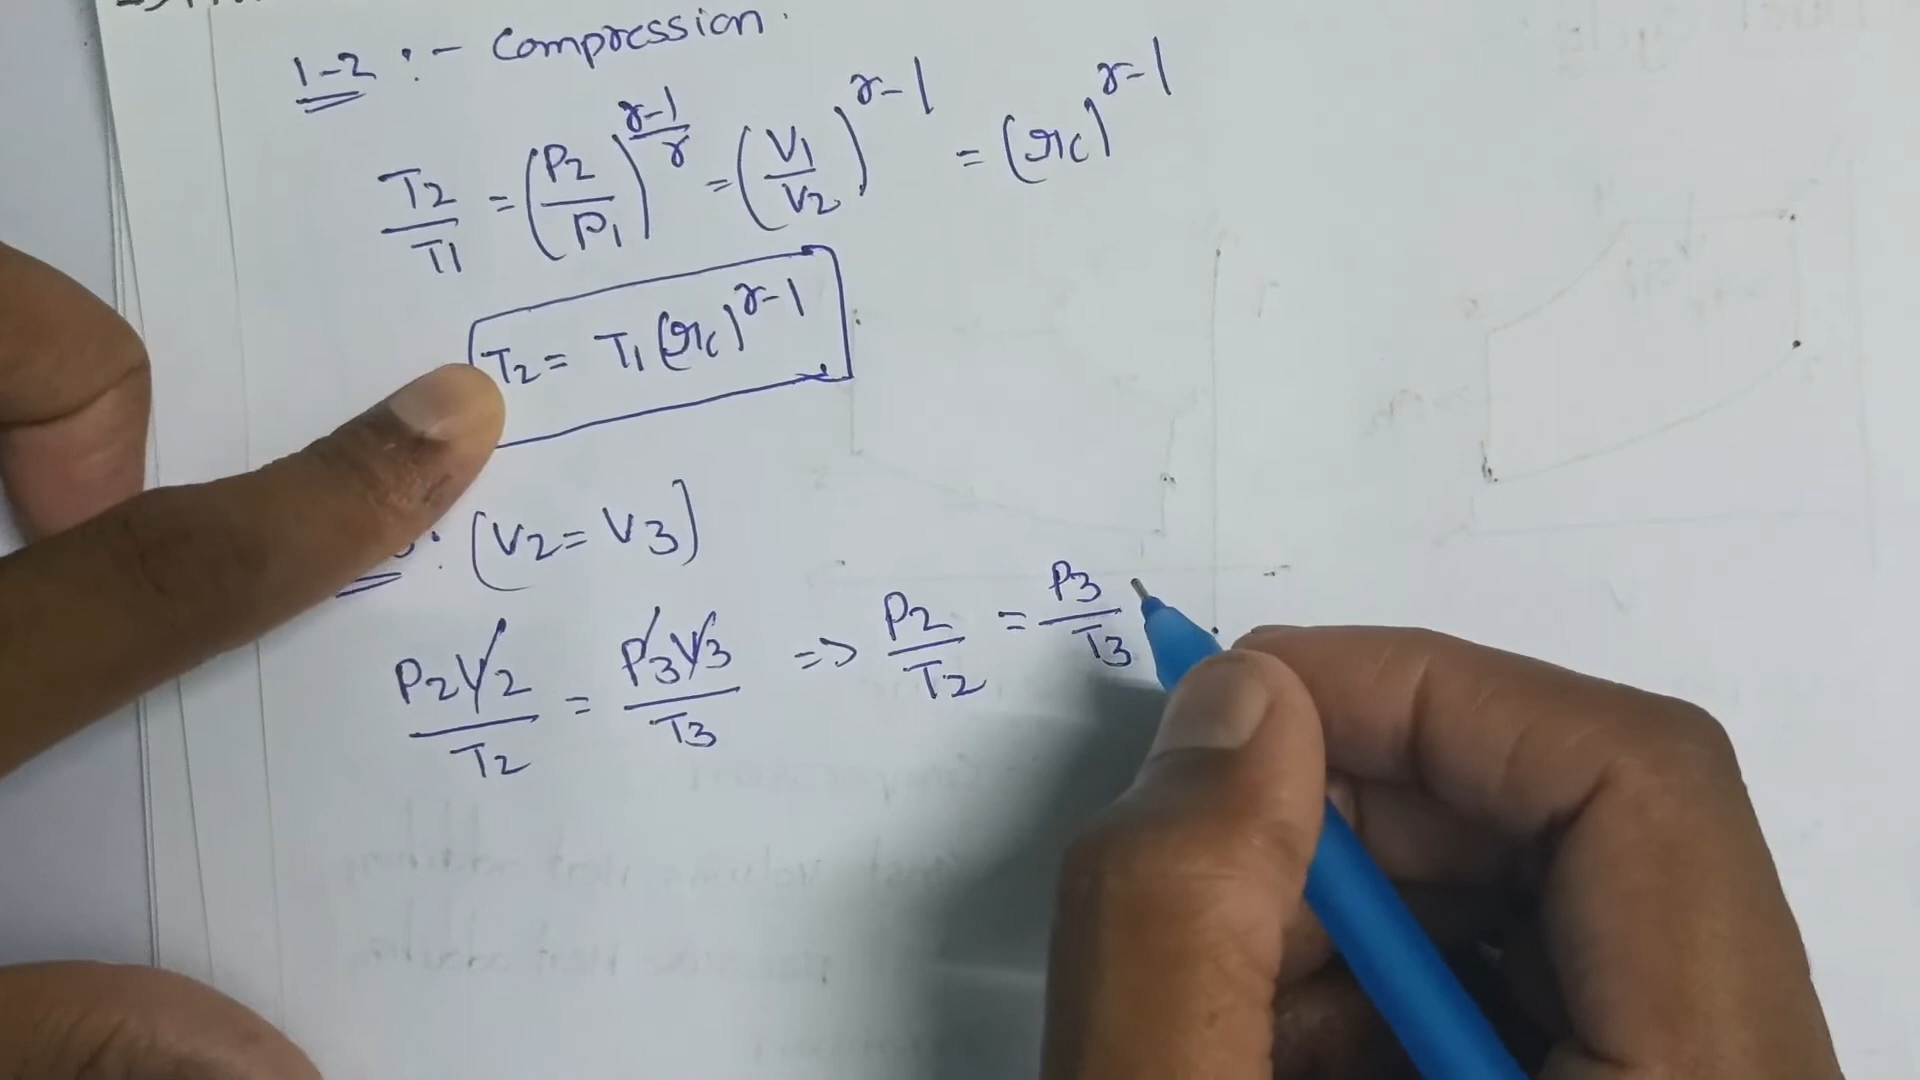 1-2 :- Compression.
T2/T1 = (P2/P1)^(γ-1)/γ = (V1/V2)^γ-1 = (rc)^γ-1
T2 = T1 (rc)^γ-1
: (V2 = V3)
P2V2/T2 = P3V3/T3 => P2/T2 = P3/T3